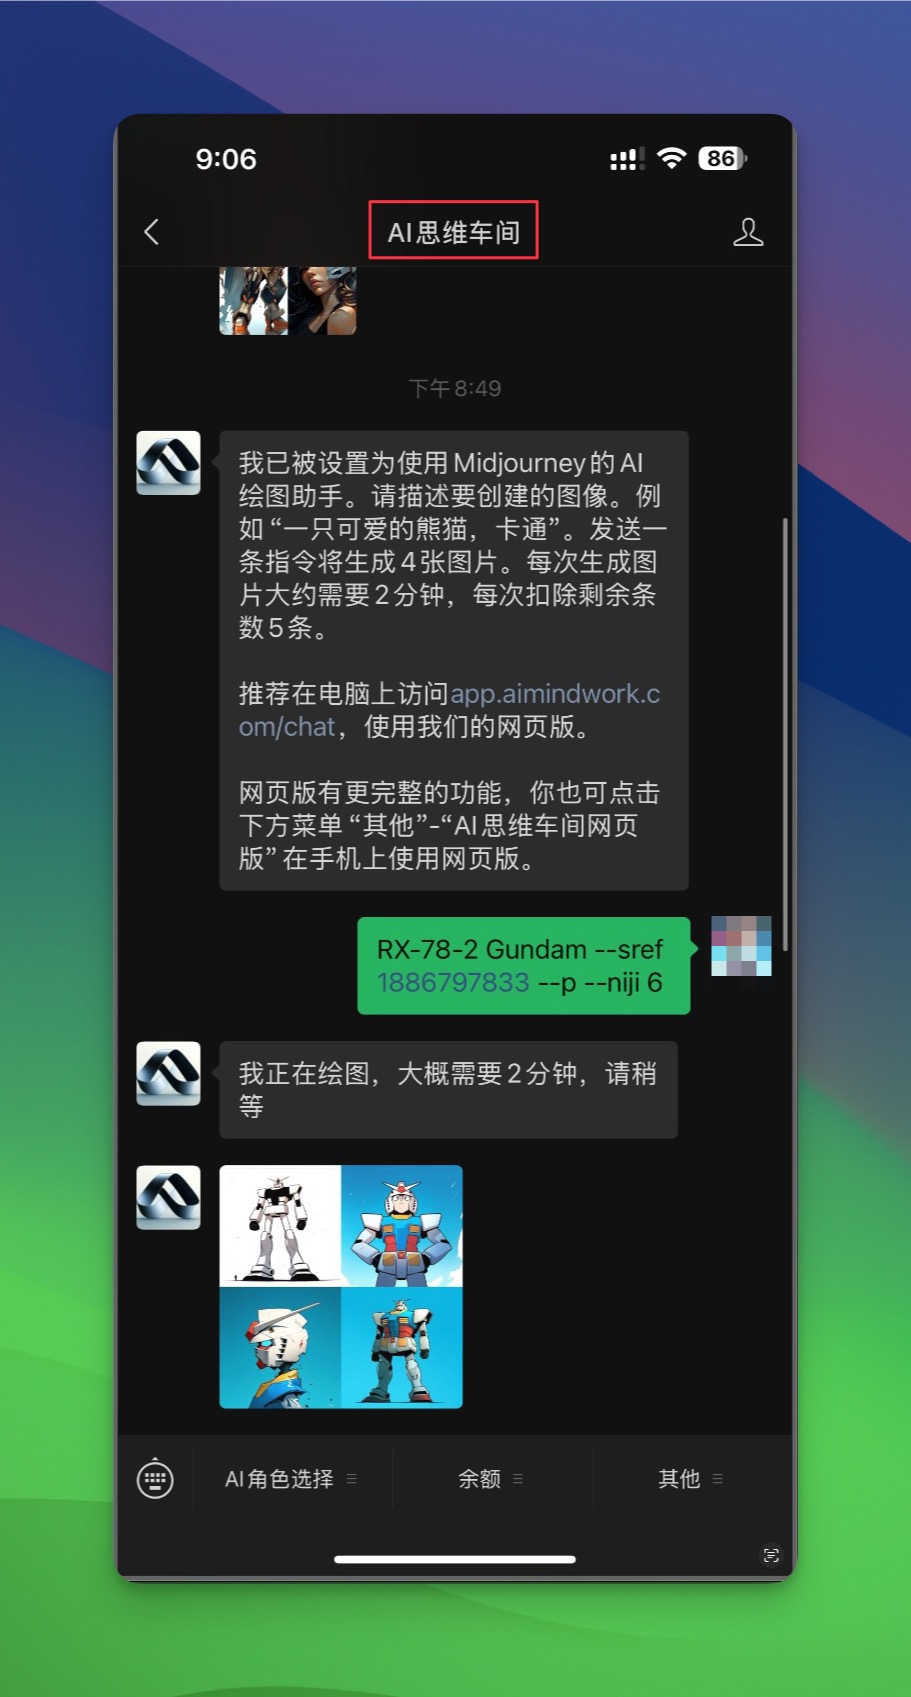 9:06
86
AI思维车间
下午8:49
我已被设置为使用Midjourney的AI
绘图助手。请描述要创建的图像。例
如“一只可爱的熊猫，卡通”。发送一
条指令将生成4张图片。每次生成图
片大约需要2分钟，每次扣除剩余条
数5条。
推荐在电脑上访问app.aimindwork.c
om/chat，使用我们的网页版。
网页版有更完整的功能，你也可点击
下方菜单“其他”-“AI思维车间网页
版”在手机上使用网页版。
RX-78-2 Gundam --sref
1886797833 --p --niji 6
我正在绘图，大概需要2分钟，请稍
等
AI角色选择
余额
其他